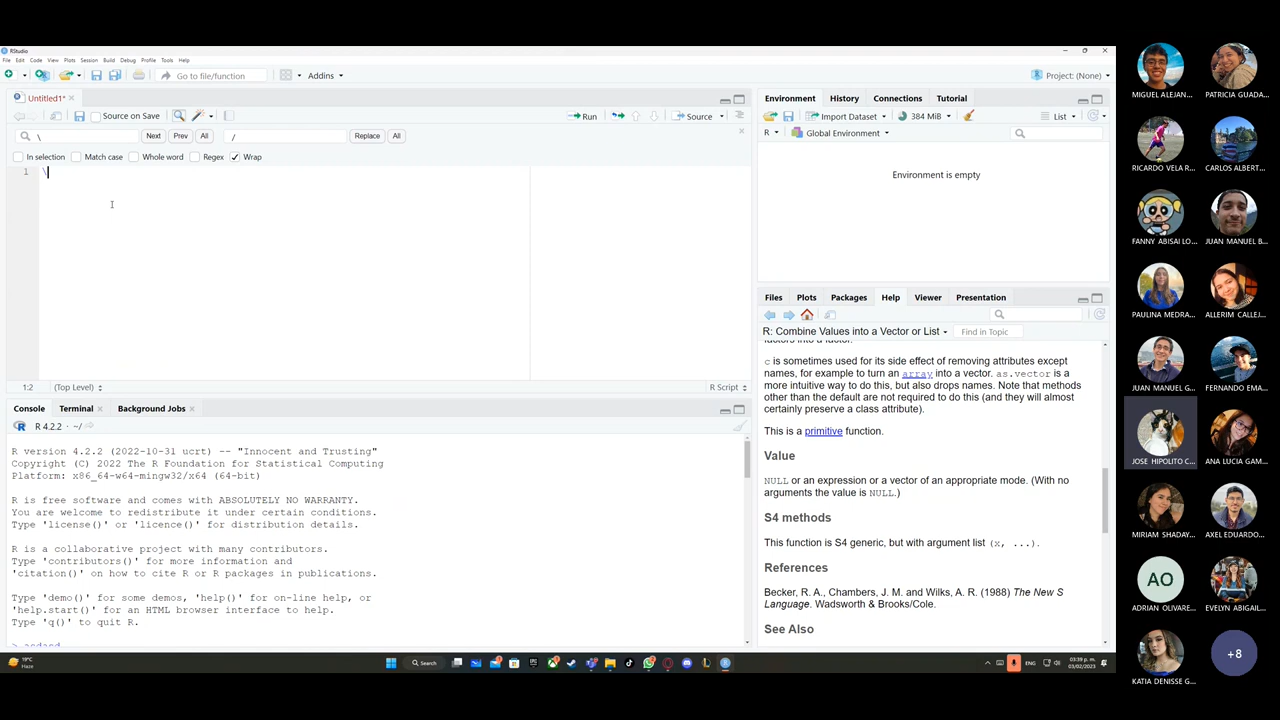 RStudio
File Edit Code View Plots Session Build Debug Profile Tools Help
Go to file/function
Addins
Project: (None)
Untitled1*
Source on Save
Run
Source
\
Next
Prev
All
/
Replace
All
In selection
Match case
Whole word
Regex
Wrap
1
\
1:2
(Top Level)
R Script
Console
Terminal
Background Jobs
R 4.2.2 · ~/
R version 4.2.2 (2022-10-31 ucrt) -- "Innocent and Trusting"
Copyright (C) 2022 The R Foundation for Statistical Computing
Platform: x86_64-w64-mingw32/x64 (64-bit)
R is free software and comes with ABSOLUTELY NO WARRANTY.
You are welcome to redistribute it under certain conditions.
Type 'license()' or 'licence()' for distribution details.
R is a collaborative project with many contributors.
Type 'contributors()' for more information and
'citation()' on how to cite R or R packages in publications.
Type 'demo()' for some demos, 'help()' for on-line help, or
'help.start()' for an HTML browser interface to help.
Type 'q()' to quit R.
Environment
History
Connections
Tutorial
Import Dataset
384 MiB
List
R
Global Environment
Environment is empty
Files
Plots
Packages
Help
Viewer
Presentation
R: Combine Values into a Vector or List
Find in Topic
factors into a factor.
c is sometimes used for its side effect of removing attributes except
names, for example to turn an array into a vector. as.vector is a
more intuitive way to do this, but also drops names. Note that methods
other than the default are not required to do this (and they will almost
certainly preserve a class attribute).
This is a primitive function.
Value
NULL or an expression or a vector of an appropriate mode. (With no
arguments the value is NULL.)
S4 methods
This function is S4 generic, but with argument list (x, ...).
References
Becker, R. A., Chambers, J. M. and Wilks, A. R. (1988) The New S
Language. Wadsworth & Brooks/Cole.
See Also
19°C
Haze
Search
ENG
03:39 p. m.
03/02/2023
MIGUEL ALEJAN...
PATRICIA GUADA...
RICARDO VELA R...
CARLOS ALBERT...
FANNY ABISAI LO...
JUAN MANUEL B...
PAULINA MEDRA...
ALLERIM CALLEJ...
JUAN MANUEL G...
FERNANDO EMA...
JOSE HIPOLITO C...
ANA LUCIA GAM...
MIRIAM SHADAY...
AXEL EDUARDO...
AO
ADRIAN OLIVARE...
EVELYN ABIGAIL...
KATIA DENISSE G...
+8